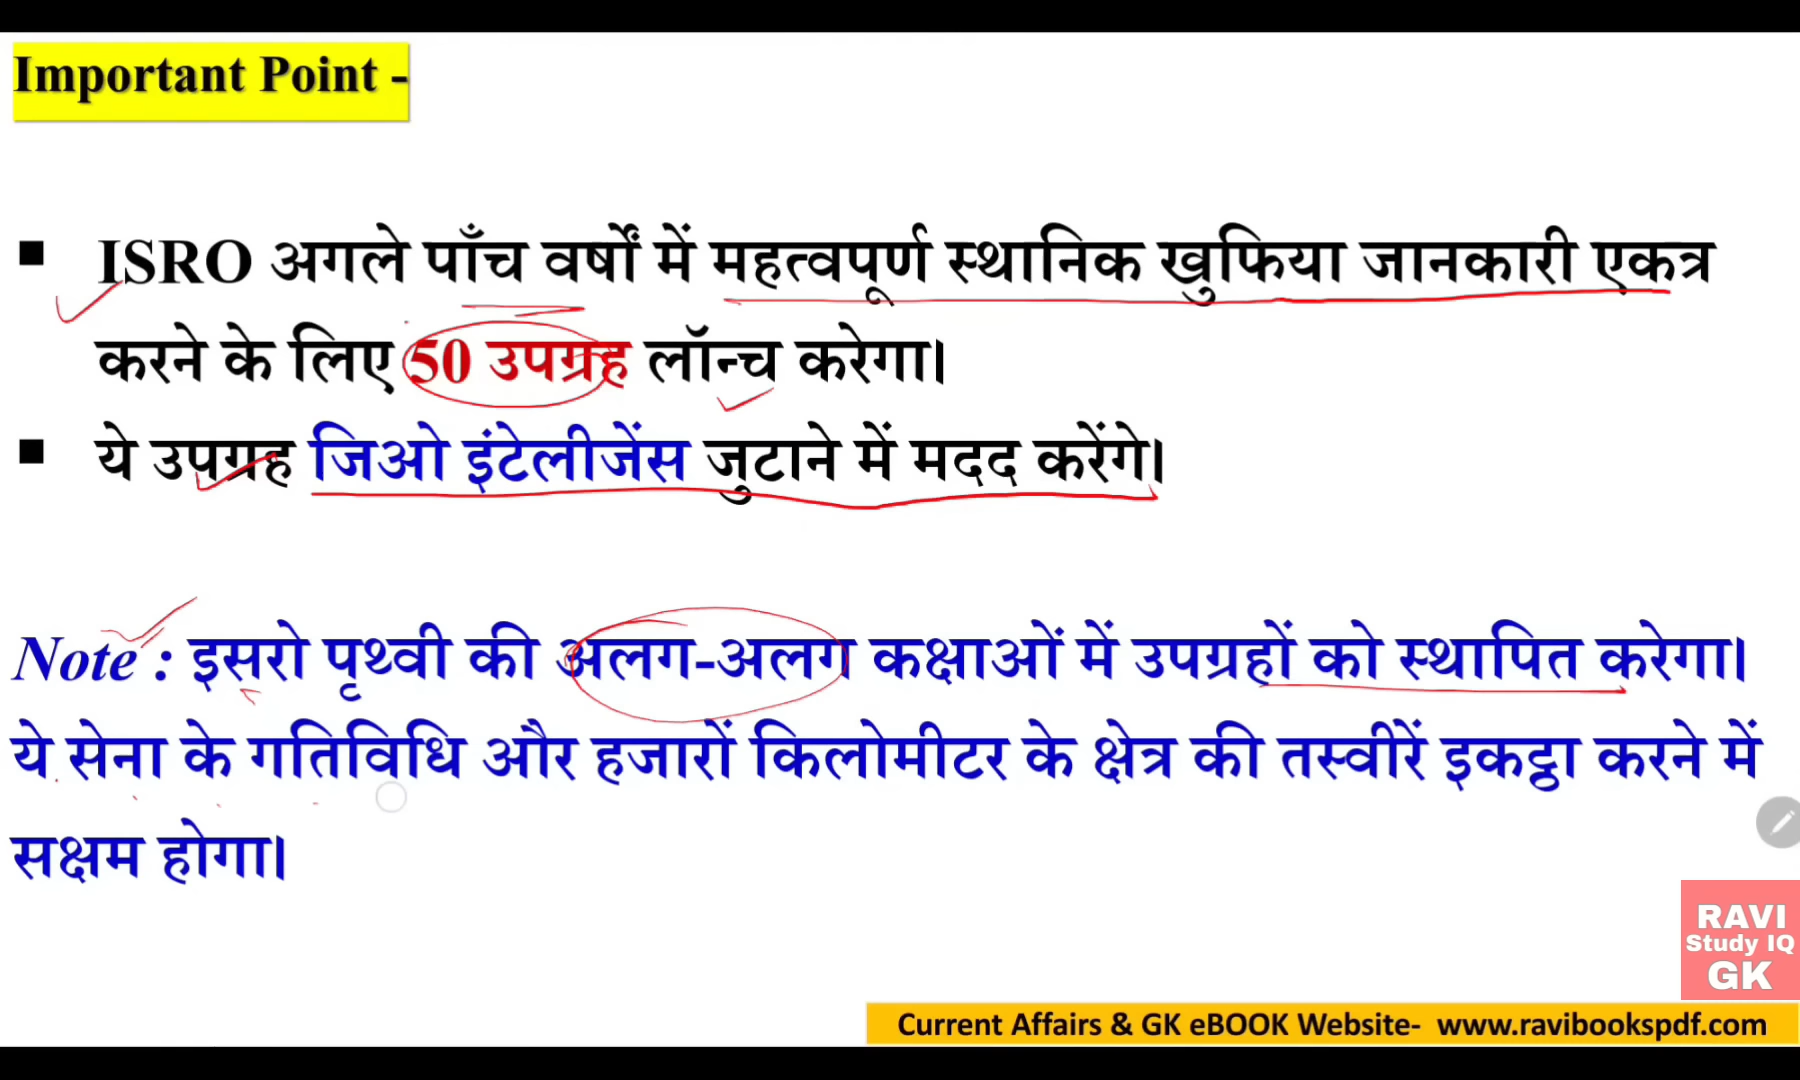 Important Point -
▪ ISRO अगले पाँच वर्षों में महत्वपूर्ण स्थानिक खुफिया जानकारी एकत्र
करने के लिए 50 उपग्रह लॉन्च करेगा।
▪ ये उपग्रह जिओ इंटेलीजेंस जुटाने में मदद करेंगे।
Note : इसरो पृथ्वी की अलग-अलग कक्षाओं में उपग्रहों को स्थापित करेगा।
ये सेना के गतिविधि और हजारों किलोमीटर के क्षेत्र की तस्वीरें इकट्ठा करने में
सक्षम होगा।
RAVI
Study IQ
GK
Current Affairs & GK eBOOK Website- www.ravibookspdf.com